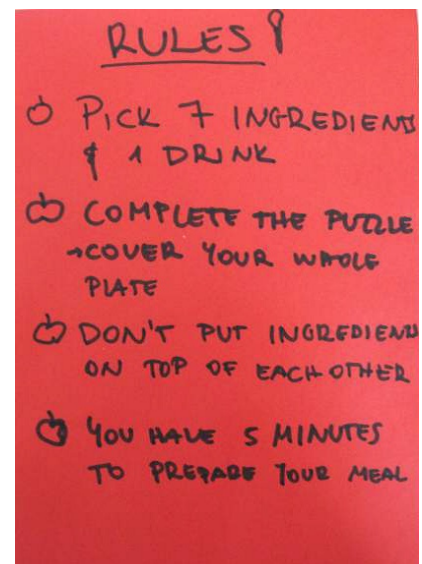 RULES!
PICK 7 INGREDIENTS
& 1 DRINK
COMPLETE THE PUZZLE
→COVER YOUR WHOLE
PLATE
DON'T PUT INGREDIENTS
ON TOP OF EACH OTHER
YOU HAVE 5 MINUTES
TO PREPARE YOUR MEAL